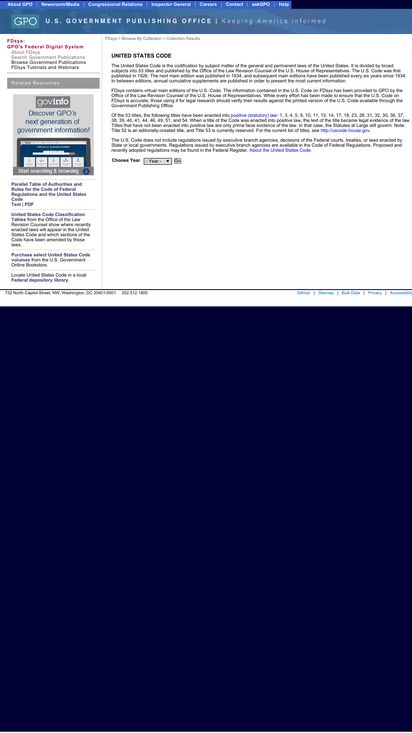 About GPO | Newsroom/Media | Congressional Relations | Inspector General | Careers | Contact | askGPO | Help
GPO U.S. GOVERNMENT PUBLISHING OFFICE | Keeping America Informed
FDsys:
GPO's Federal Digital System
About FDsys
Search Government Publications
Browse Government Publications
FDsys Tutorials and Webinars
Related Resources
govinfo
Discover GPO's
next generation of
government information!
Start searching & browsing
Parallel Table of Authorities and
Rules for the Code of Federal
Regulations and the United States
Code
Text | PDF
United States Code Classification
Tables from the Office of the Law
Revision Counsel show where recently
enacted laws will appear in the United
States Code and which sections of the
Code have been amended by those
laws.
Purchase select United States Code
volumes from the U.S. Government
Online Bookstore.
Locate United States Code in a local
Federal depository library.
FDsys > Browse By Collection > Collection Results
UNITED STATES CODE
The United States Code is the codification by subject matter of the general and permanent laws of the United States. It is divided by broad
subjects into 53 titles and published by the Office of the Law Revision Counsel of the U.S. House of Representatives. The U.S. Code was first
published in 1926. The next main edition was published in 1934, and subsequent main editions have been published every six years since 1934.
In between editions, annual cumulative supplements are published in order to present the most current information.
FDsys contains virtual main editions of the U.S. Code. The information contained in the U.S. Code on FDsys has been provided to GPO by the
Office of the Law Revision Counsel of the U.S. House of Representatives. While every effort has been made to ensure that the U.S. Code on
FDsys is accurate, those using it for legal research should verify their results against the printed version of the U.S. Code available through the
Government Publishing Office.
Of the 53 titles, the following titles have been enacted into positive (statutory) law: 1, 3, 4, 5, 9, 10, 11, 13, 14, 17, 18, 23, 28, 31, 32, 35, 36, 37,
38, 39, 40, 41, 44, 46, 49, 51, and 54. When a title of the Code was enacted into positive law, the text of the title became legal evidence of the law.
Titles that have not been enacted into positive law are only prima facie evidence of the law. In that case, the Statutes at Large still govern. Note:
Title 52 is an editorially-created title, and Title 53 is currently reserved. For the current list of titles, see http://uscode.house.gov.
The U.S. Code does not include regulations issued by executive branch agencies, decisions of the Federal courts, treaties, or laws enacted by
State or local governments. Regulations issued by executive branch agencies are available in the Code of Federal Regulations. Proposed and
recently adopted regulations may be found in the Federal Register. About the United States Code.
Choose Year - Year - Go
732 North Capitol Street, NW, Washington, DC 20401-0001 202.512.1800
GitHub | Sitemap | Bulk Data | Privacy | Accessibility